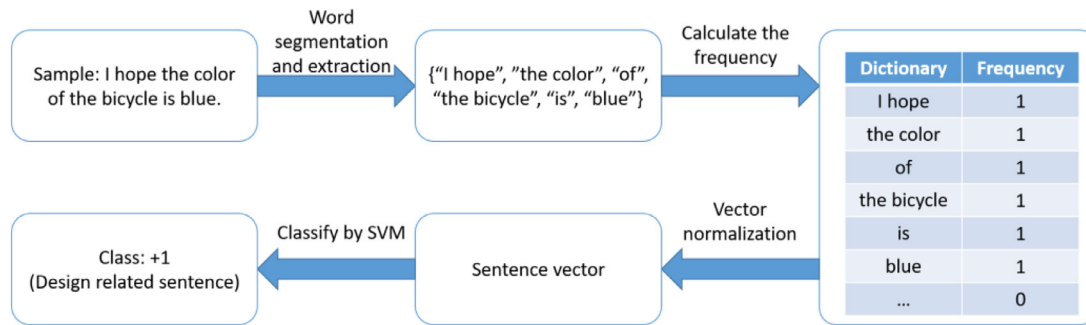 Sample: I hope the color
of the bicycle is blue.
Word
segmentation
and extraction
{“I hope”, ”the color”, “of”,
“the bicycle”, “is”, “blue”}
Calculate the
frequency
Dictionary Frequency
I hope 1
the color 1
of 1
the bicycle 1
is 1
blue 1
... 0
Vector
normalization
Sentence vector
Classify by SVM
Class: +1
(Design related sentence)